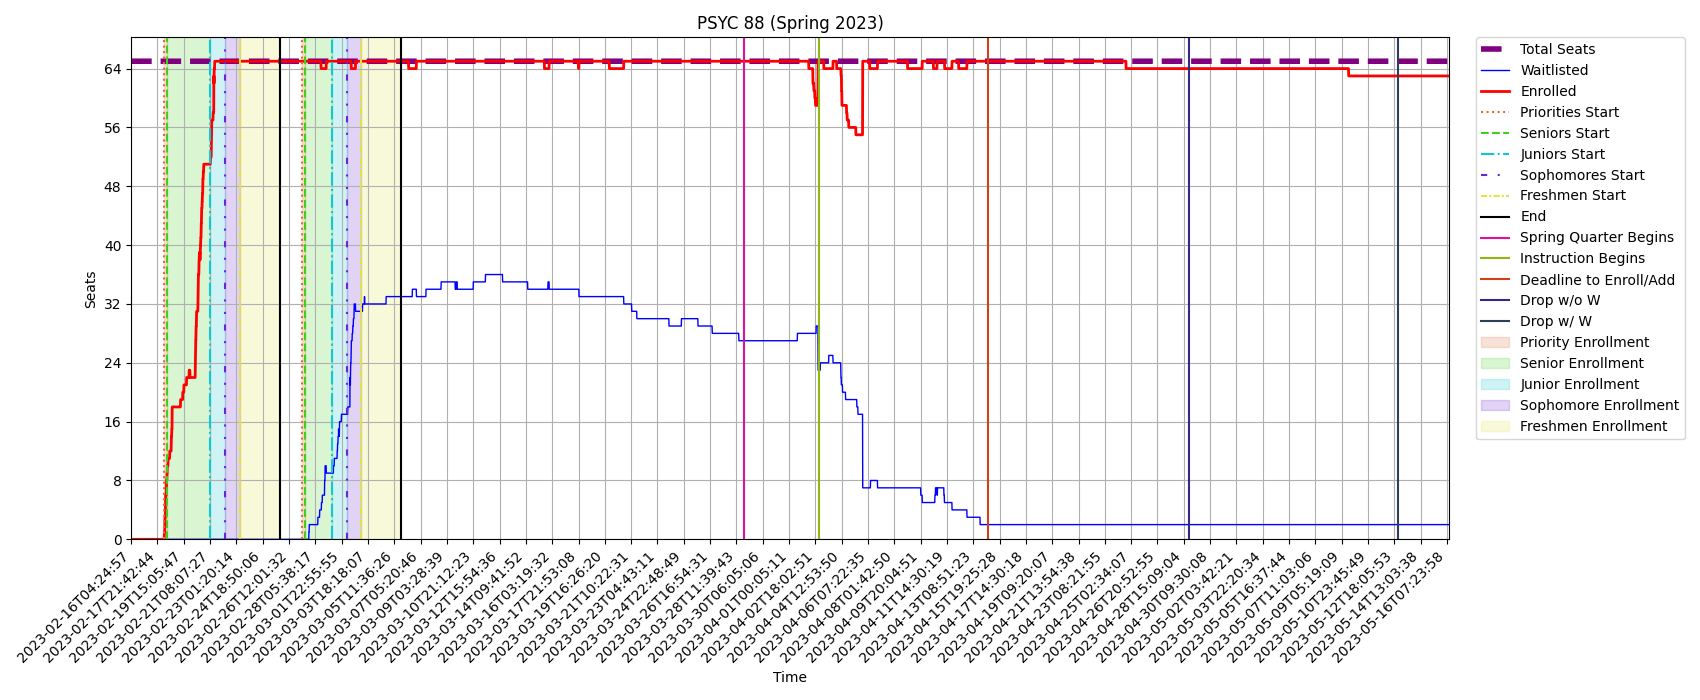 PSYC 88 (Spring 2023)
Seats
64
56
48
40
32
24
16
8
0
2023-02-16T04:24:57
2023-02-17T21:42:44
2023-02-19T15:05:47
2023-02-21T08:07:27
2023-02-23T01:20:14
2023-02-24T18:50:06
2023-02-26T12:01:32
2023-02-28T05:38:17
2023-03-01T22:55:55
2023-03-03T18:18:07
2023-03-05T11:36:26
2023-03-07T05:20:46
2023-03-09T03:28:39
2023-03-10T21:12:23
2023-03-12T15:54:36
2023-03-14T09:41:52
2023-03-16T03:19:32
2023-03-17T21:53:08
2023-03-19T16:26:20
2023-03-21T10:22:31
2023-03-23T04:43:11
2023-03-24T22:48:49
2023-03-26T16:54:31
2023-03-28T11:39:43
2023-03-30T06:05:06
2023-04-01T00:05:11
2023-04-02T18:02:51
2023-04-04T12:53:50
2023-04-06T07:22:35
2023-04-08T01:42:50
2023-04-09T20:04:51
2023-04-11T14:30:19
2023-04-13T08:51:23
2023-04-15T19:25:28
2023-04-17T14:30:18
2023-04-19T09:20:07
2023-04-21T13:54:38
2023-04-23T08:21:55
2023-04-25T02:34:07
2023-04-26T20:52:55
2023-04-28T15:09:04
2023-04-30T09:30:08
2023-05-02T03:42:21
2023-05-03T22:20:34
2023-05-05T16:37:44
2023-05-07T11:03:06
2023-05-09T05:19:09
2023-05-10T23:45:49
2023-05-12T18:05:53
2023-05-14T13:03:38
2023-05-16T07:23:58
Time
Total Seats
Waitlisted
Enrolled
Priorities Start
Seniors Start
Juniors Start
Sophomores Start
Freshmen Start
End
Spring Quarter Begins
Instruction Begins
Deadline to Enroll/Add
Drop w/o W
Drop w/ W
Priority Enrollment
Senior Enrollment
Junior Enrollment
Sophomore Enrollment
Freshmen Enrollment